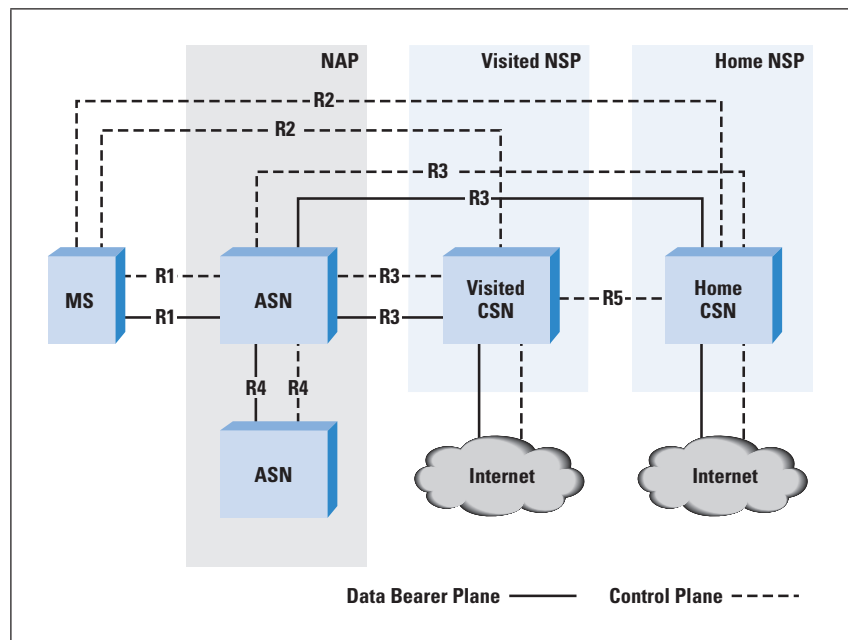 NAP
Visited NSP
Home NSP
R2
R2
R3
R3
MS
R1
R1
ASN
R3
R3
Visited
CSN
R5
Home
CSN
R4
R4
ASN
Internet
Internet
Data Bearer Plane
Control Plane